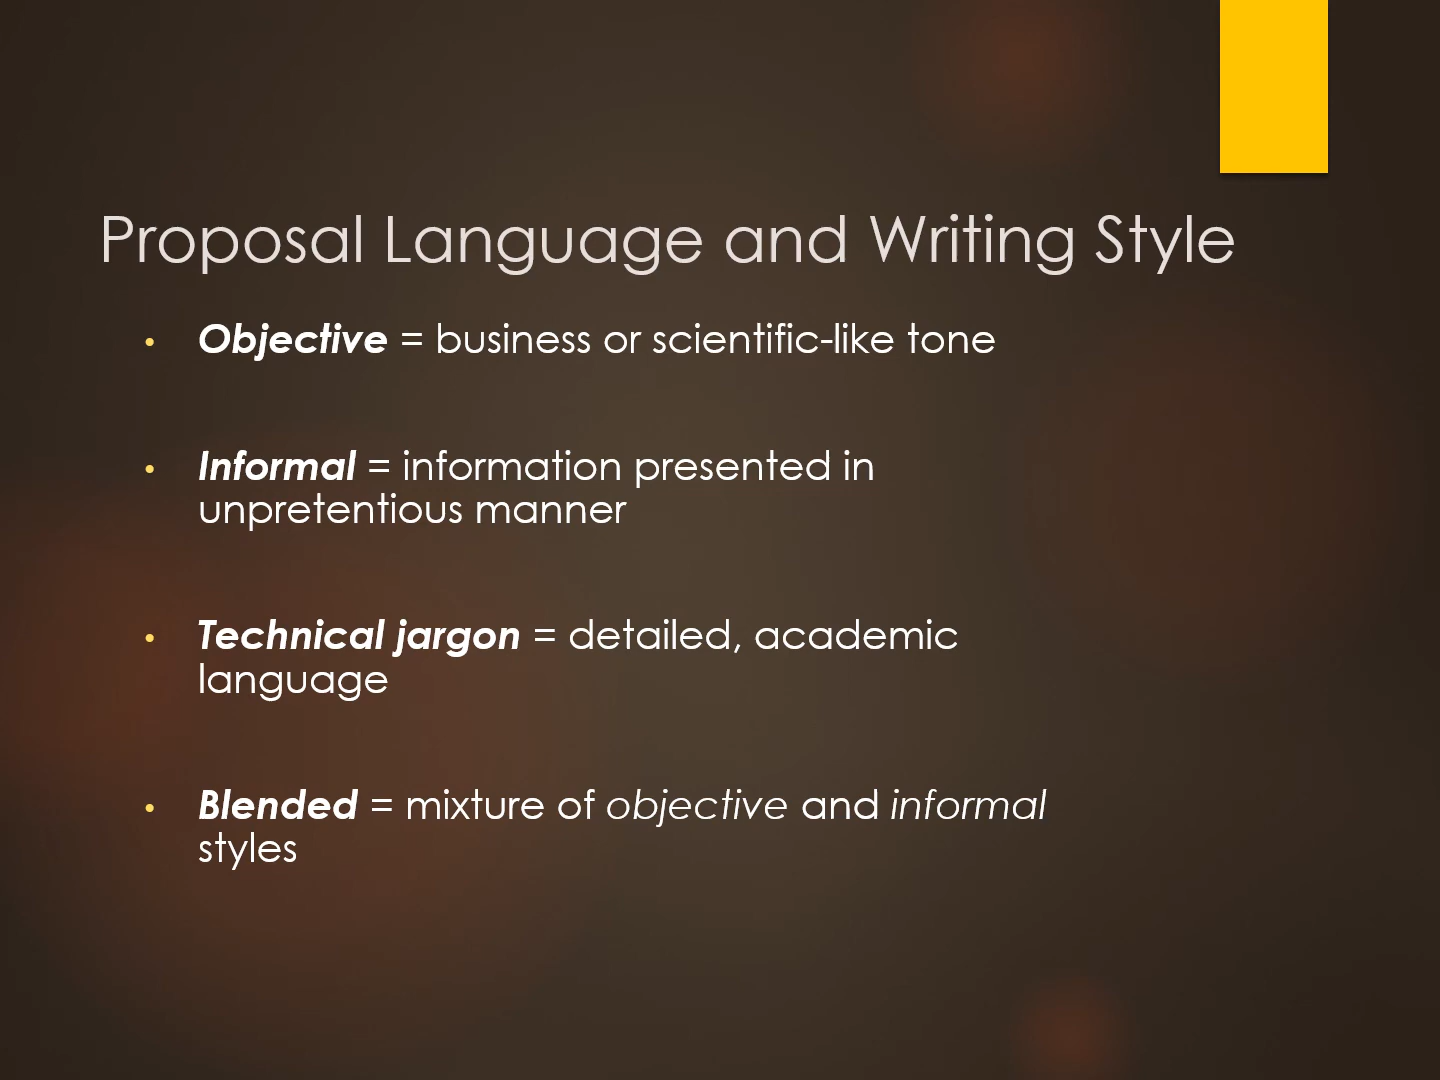 Proposal Language and Writing Style
• Objective = business or scientific-like tone
• Informal = information presented in
unpretentious manner
• Technical jargon = detailed, academic
language
• Blended = mixture of objective and informal
styles